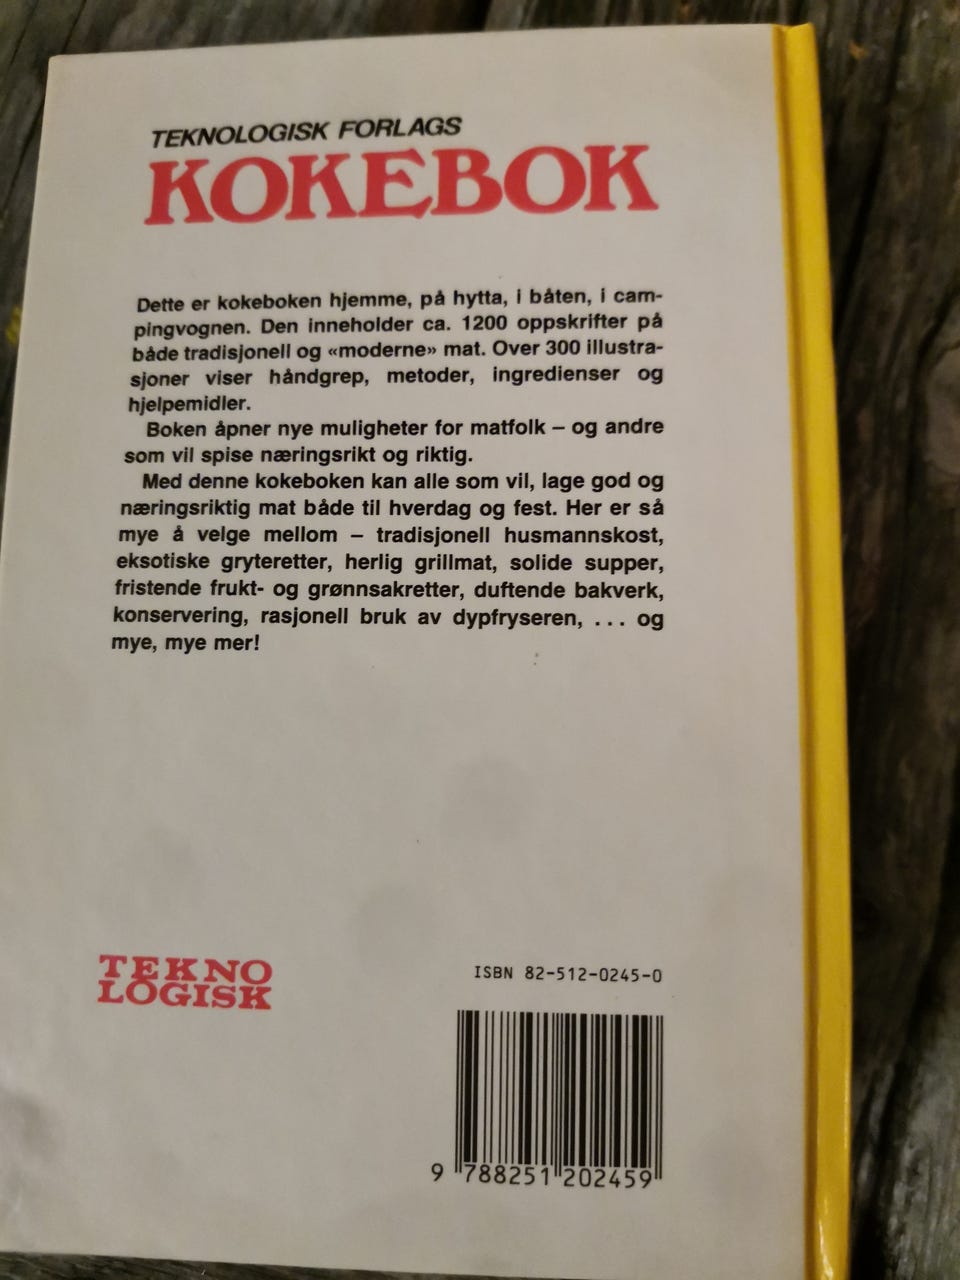 TEKNOLOGISK FORLAGS
KOKEBOK
Dette er kokeboken hjemme, på hytta, i båten, i cam-
pingvognen. Den inneholder ca. 1200 oppskrifter på
både tradisjonell og «moderne» mat. Over 300 illustra-
sjoner viser håndgrep, metoder, ingredienser og
hjelpemidler.
Boken åpner nye muligheter for matfolk – og andre
som vil spise næringsrikt og riktig.
Med denne kokeboken kan alle som vil, lage god og
næringsriktig mat både til hverdag og fest. Her er så
mye å velge mellom – tradisjonell husmannskost,
eksotiske gryteretter, herlig grillmat, solide supper,
fristende frukt- og grønnsakretter, duftende bakverk,
konservering, rasjonell bruk av dypfryseren, ... og
mye, mye mer!
TEKNO
LOGISK
ISBN 82-512-0245-0
9 788251 202459